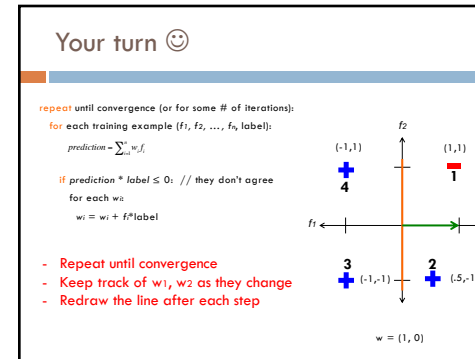 Your turn ☺
repeat until convergence (or for some # of iterations):
for each training example (f1, f2, …, fn, label):
prediction = ∑ⁿᵢ₌₁ wᵢfᵢ
if prediction * label ≤ 0: // they don't agree
for each wi:
wi = wi + fi*label
- Repeat until convergence
- Keep track of w1, w2 as they change
- Redraw the line after each step
f2
(-1,1)
(1,1)
4
1
f1
3
2
(-1,-1)
(.5,-1
w = (1, 0)